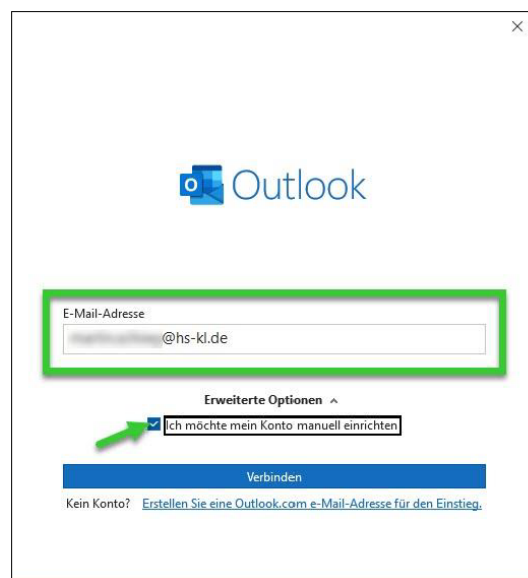 Outlook
E-Mail-Adresse
@hs-kl.de
Erweiterte Optionen
Ich möchte mein Konto manuell einrichten
Verbinden
Kein Konto? Erstellen Sie eine Outlook.com e-Mail-Adresse für den Einstieg.